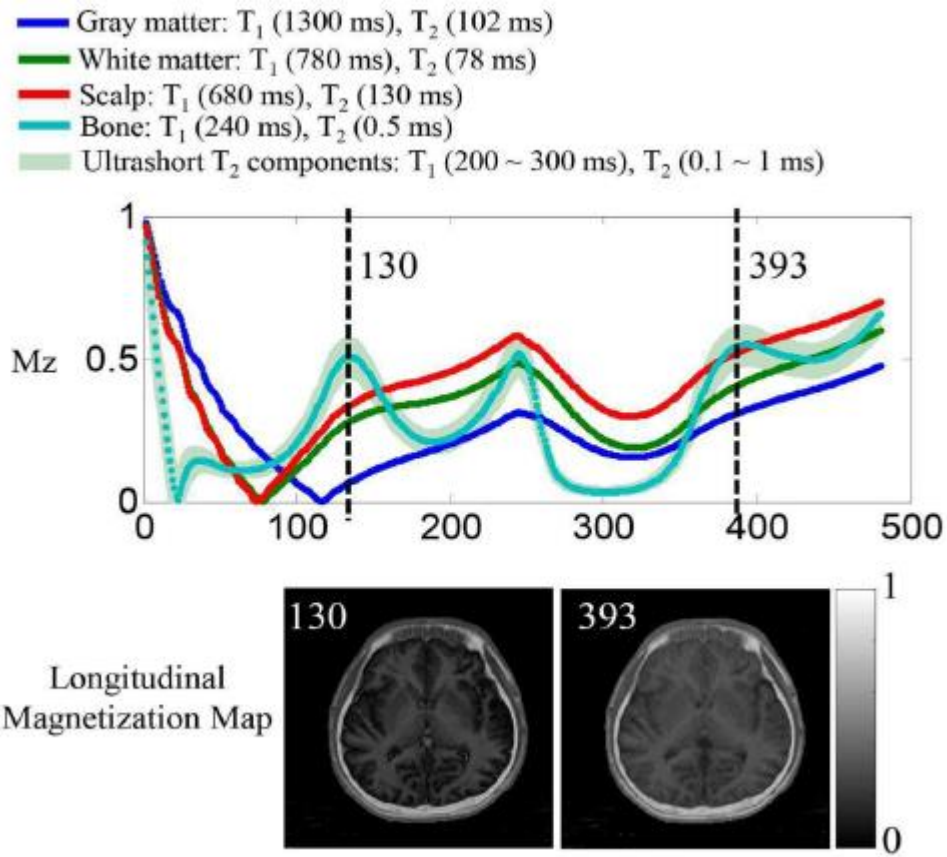 Gray matter: T₁ (1300 ms), T₂ (102 ms)
White matter: T₁ (780 ms), T₂ (78 ms)
Scalp: T₁ (680 ms), T₂ (130 ms)
Bone: T₁ (240 ms), T₂ (0.5 ms)
Ultrashort T₂ components: T₁ (200 ~ 300 ms), T₂ (0.1 ~ 1 ms)
1
130
393
Mz
0.5
0
0 100 200 300 400 500
130
393
1
Longitudinal
Magnetization Map
0